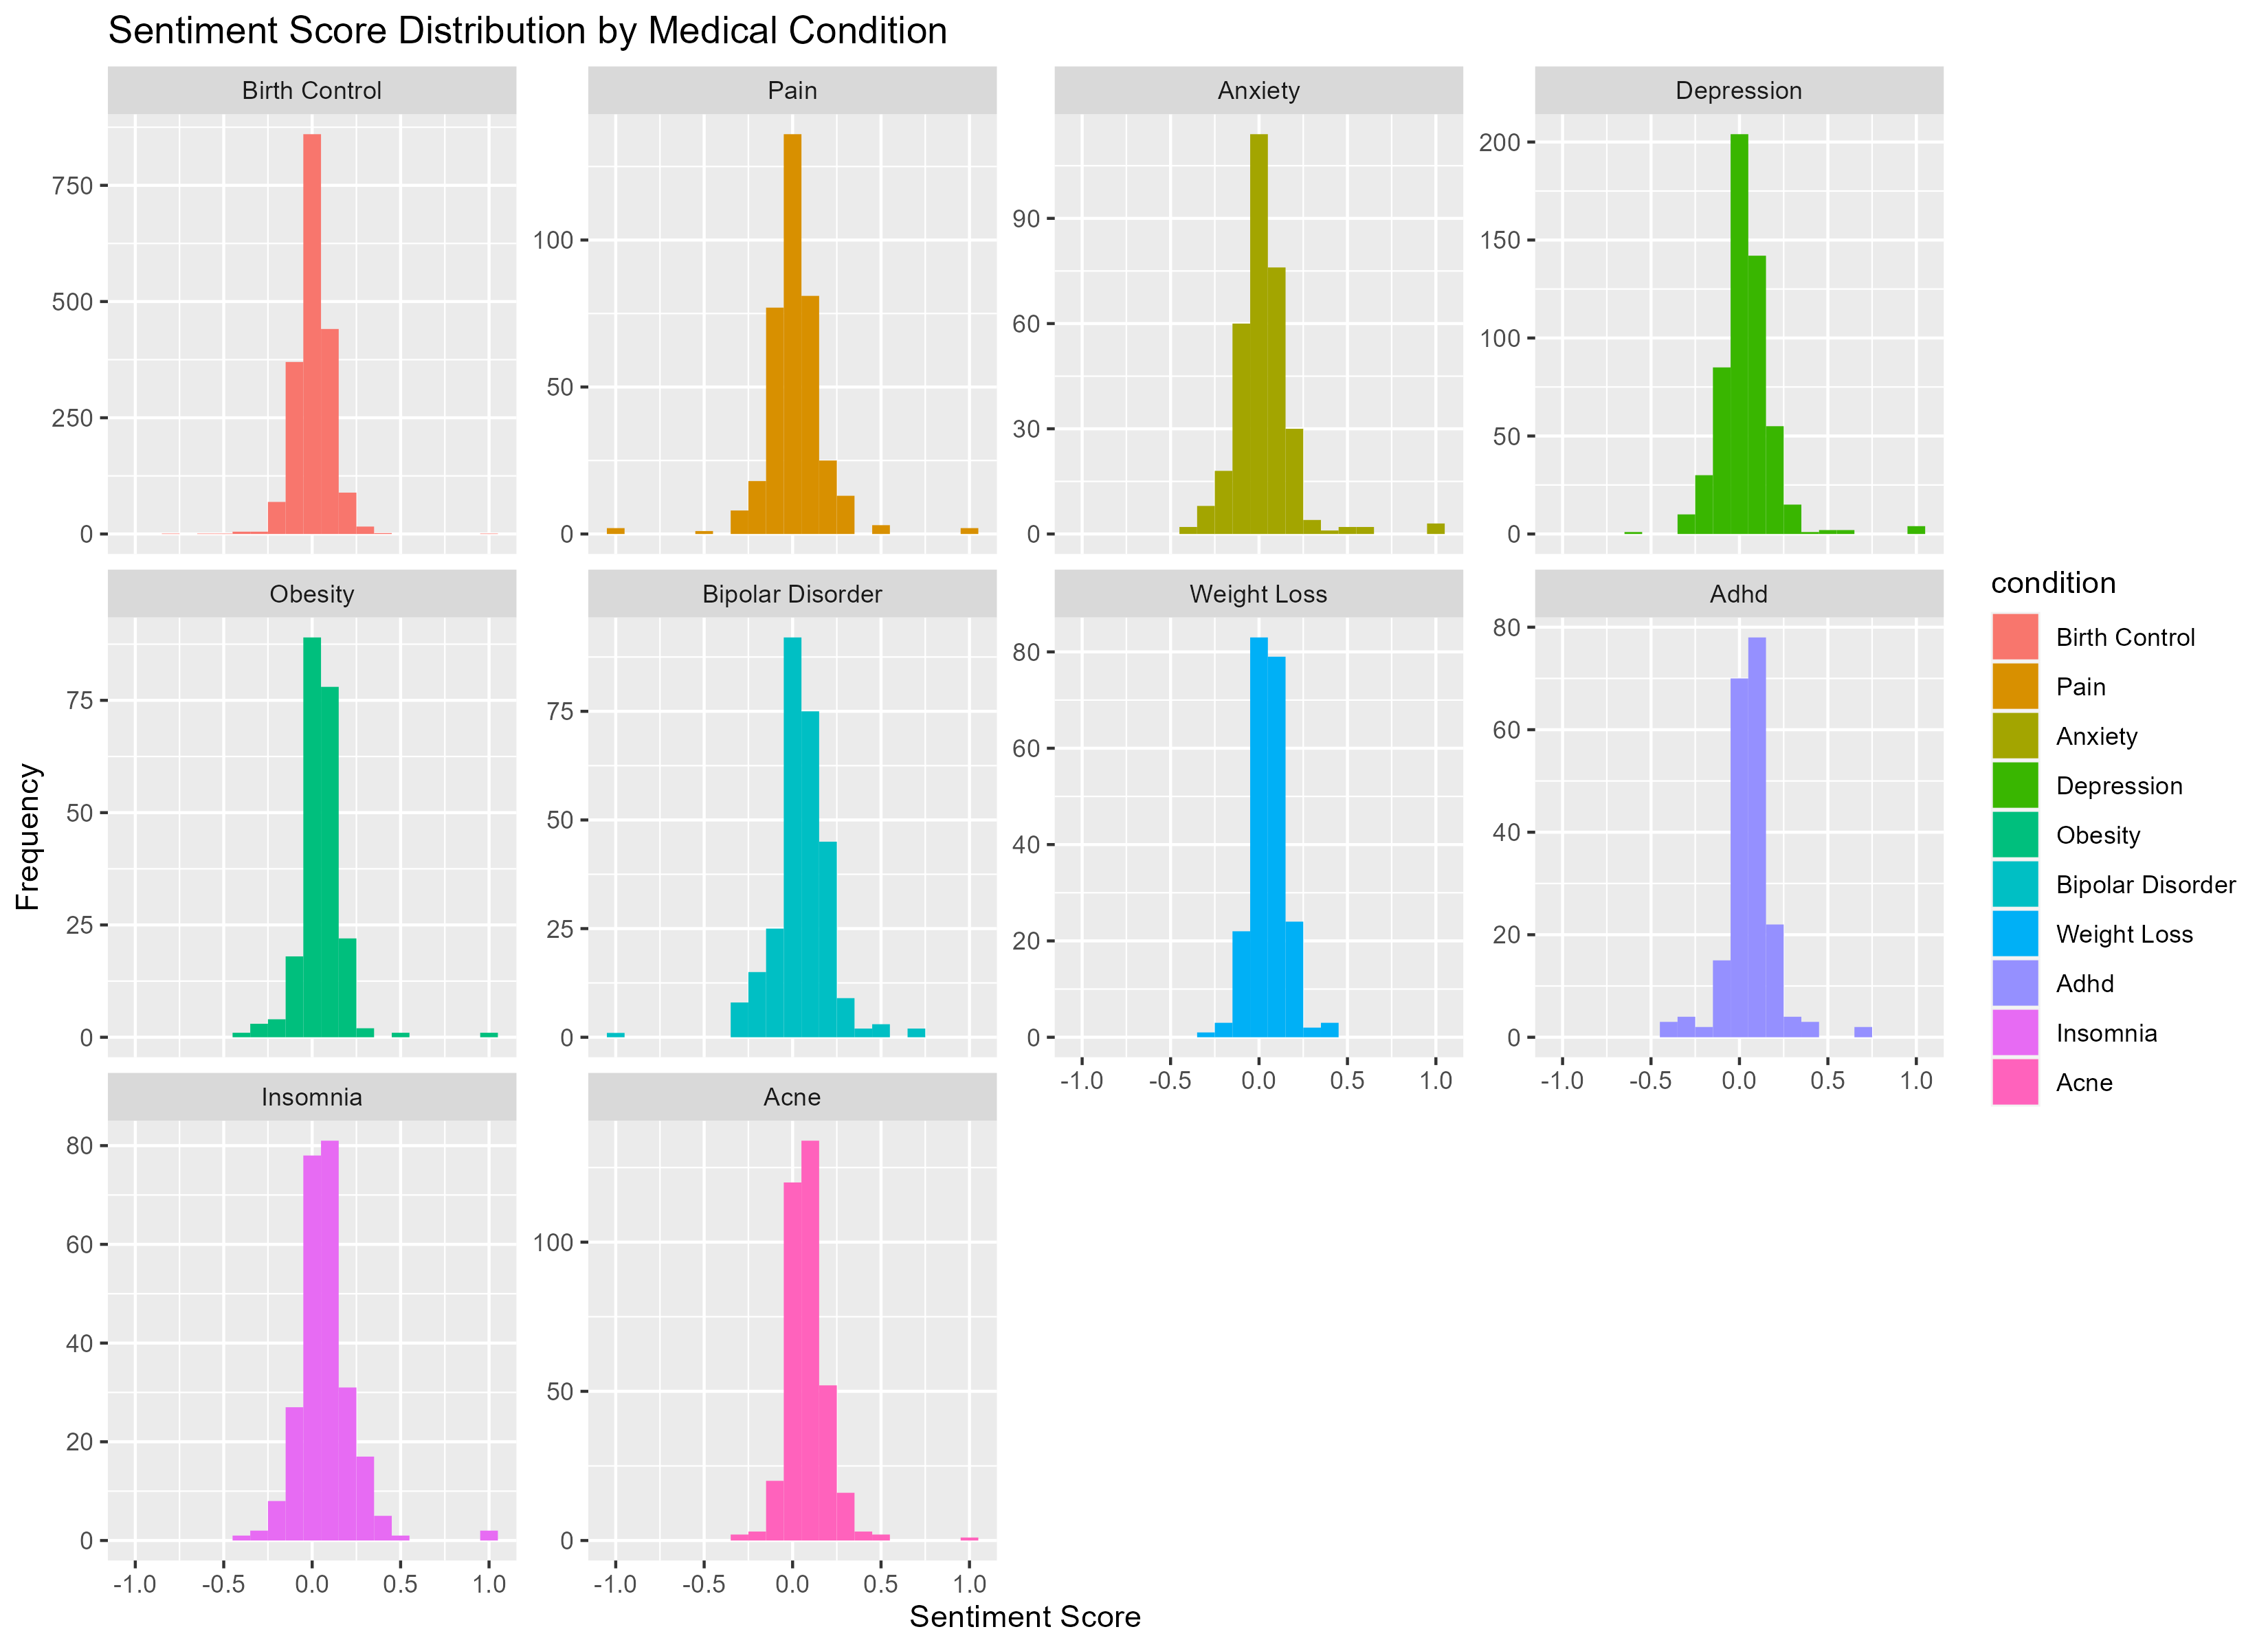 Sentiment Score Distribution by Medical Condition
Birth Control
Pain
Anxiety
Depression
750
500
250
0
100
50
0
90
60
30
0
200
150
100
50
0
Obesity
Bipolar Disorder
Weight Loss
Adhd
75
50
25
0
75
50
25
0
80
60
40
20
0
80
60
40
20
0
-1.0 -0.5 0.0 0.5 1.0
-1.0 -0.5 0.0 0.5 1.0
Insomnia
Acne
80
60
40
20
0
100
50
0
-1.0 -0.5 0.0 0.5 1.0
-1.0 -0.5 0.0 0.5 1.0
Frequency
Sentiment Score
condition
Birth Control
Pain
Anxiety
Depression
Obesity
Bipolar Disorder
Weight Loss
Adhd
Insomnia
Acne